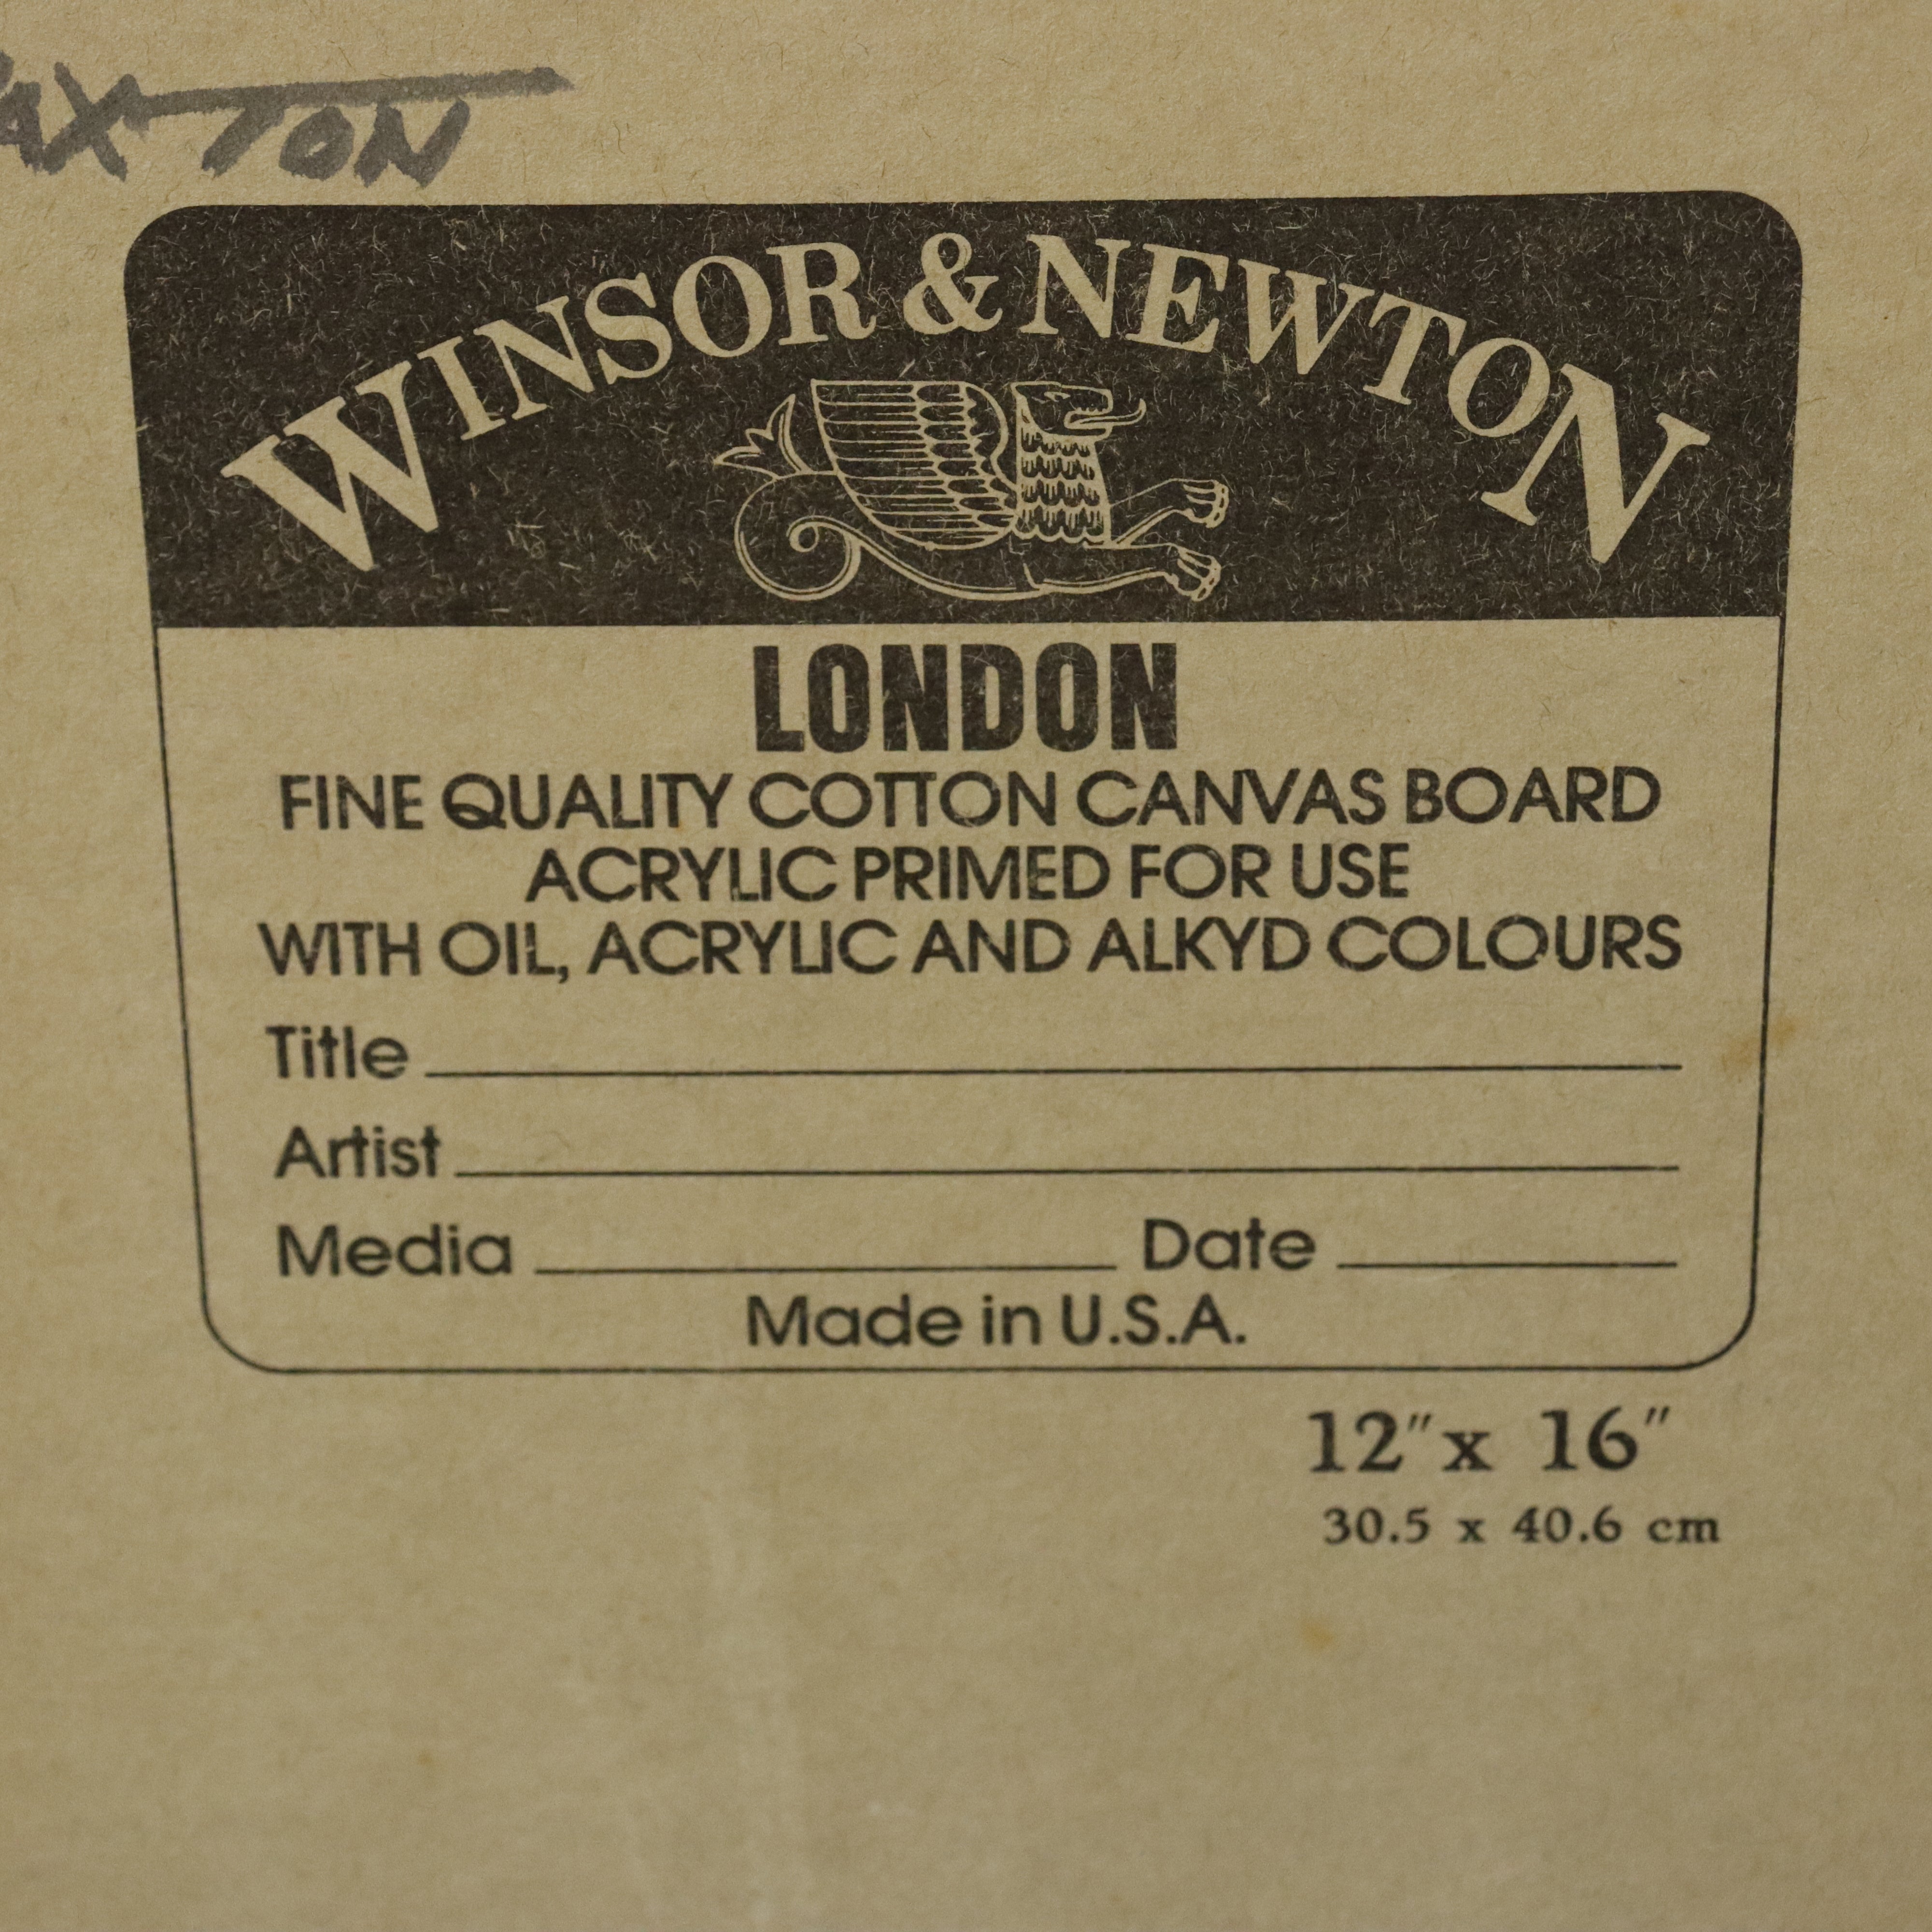 AXTON
WINSOR & NEWTON
LONDON
FINE QUALITY COTTON CANVAS BOARD
ACRYLIC PRIMED FOR USE
WITH OIL, ACRYLIC AND ALKYD COLOURS
Title
Artist
Media Date
Made in U.S.A.
12" x 16"
30.5 x 40.6 cm